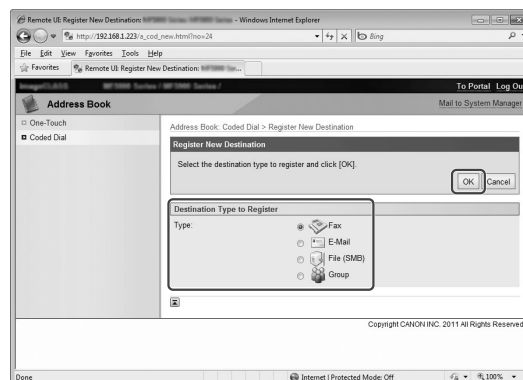 Remote UI: Register New Destination: - Windows Internet Explorer
http://192.168.1.223/a_cod_new.html?no=24
Bing
File Edit View Favorites Tools Help
Favorites Remote UI: Register New Destination: ...
To Portal Log Ou
Address Book Mail to System Manager
One-Touch
Coded Dial
Address Book: Coded Dial > Register New Destination
Register New Destination
Select the destination type to register and click [OK].
OK Cancel
Destination Type to Register
Type: Fax
E-Mail
File (SMB)
Group
Copyright CANON INC. 2011 All Rights Reserved
Done Internet | Protected Mode: Off 100%